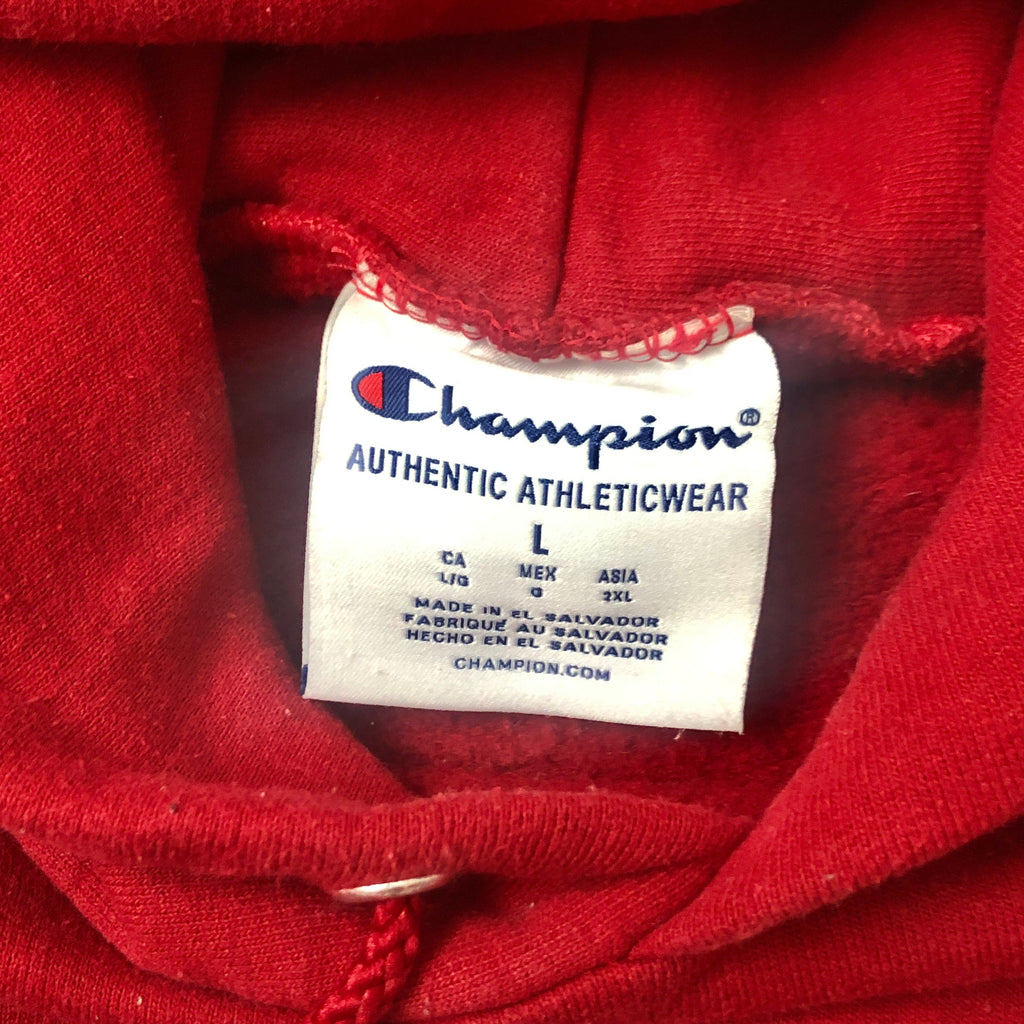 Champion®
AUTHENTIC ATHLETICWEAR
L
CA MEX ASIA
L/G G 2XL
MADE IN EL SALVADOR
FABRIQUÉ AU SALVADOR
HECHO EN EL SALVADOR
CHAMPION.COM